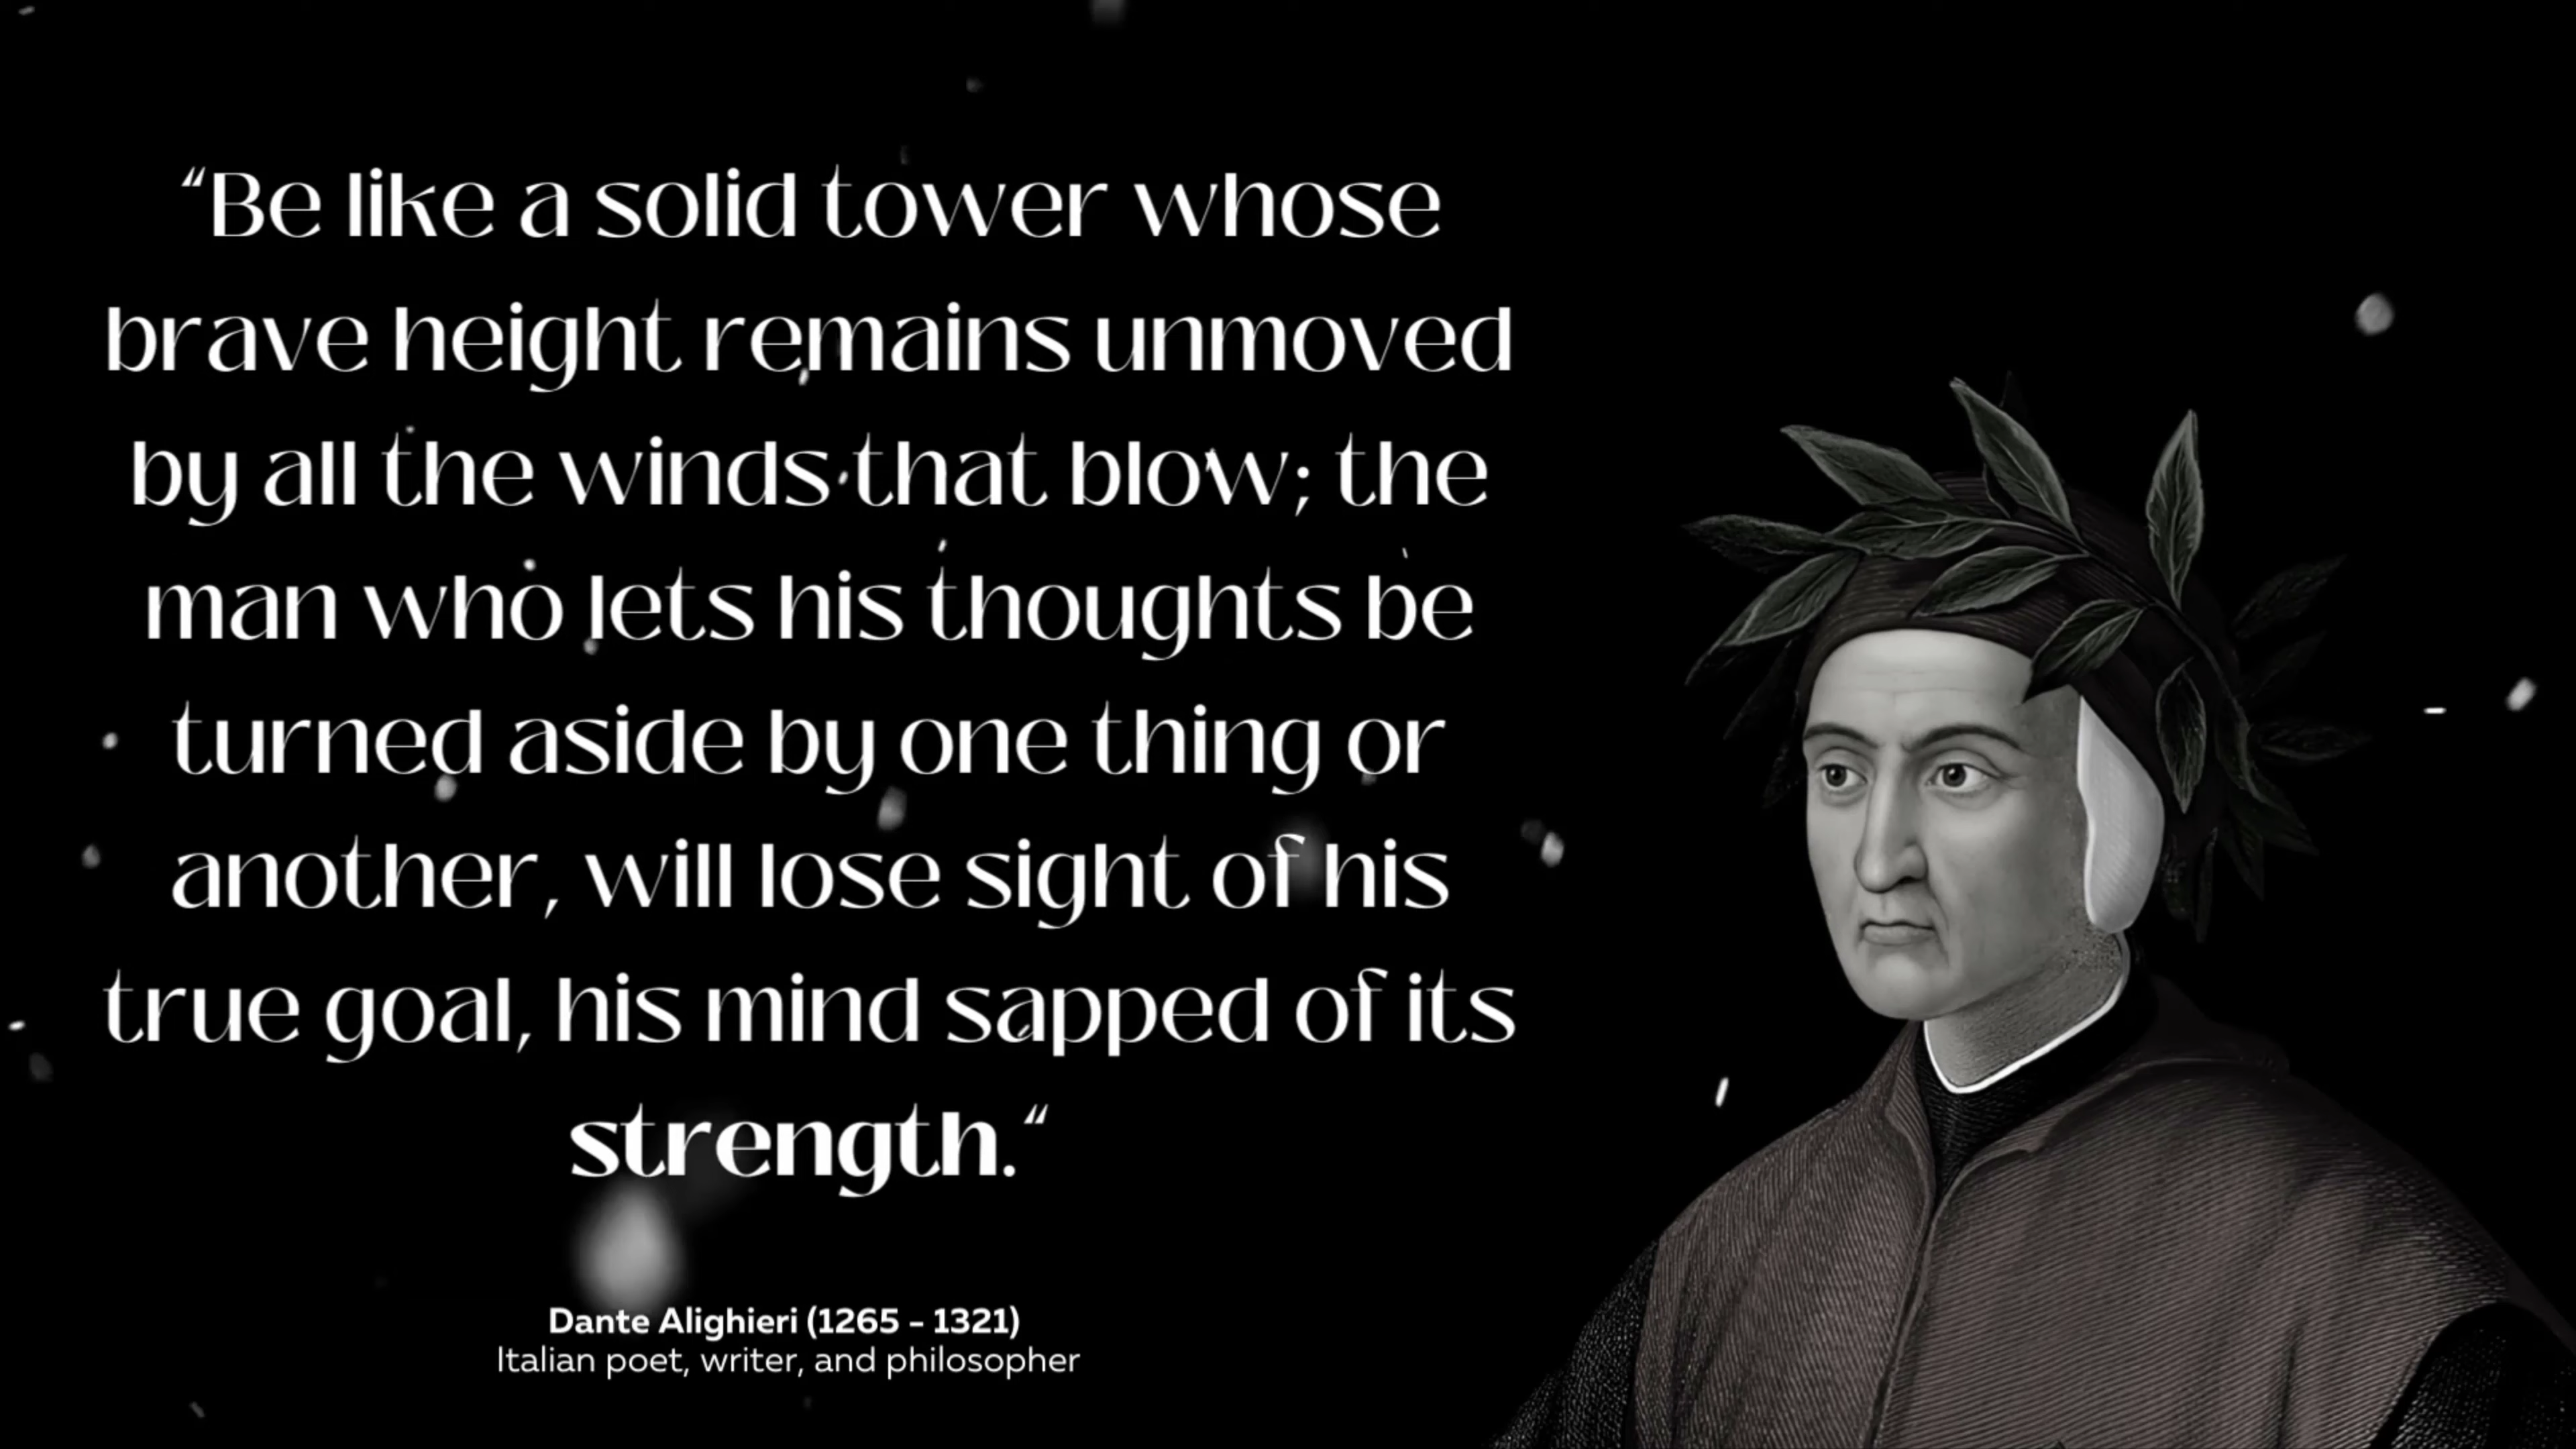 “Be like a solid tower whose
brave height remains unmoved
by all the winds that blow; the
man who lets his thoughts be
turned aside by one thing or
another, will lose sight of his
true goal, his mind sapped of its
strength.“
Dante Alighieri (1265 - 1321)
Italian poet, writer, and philosopher